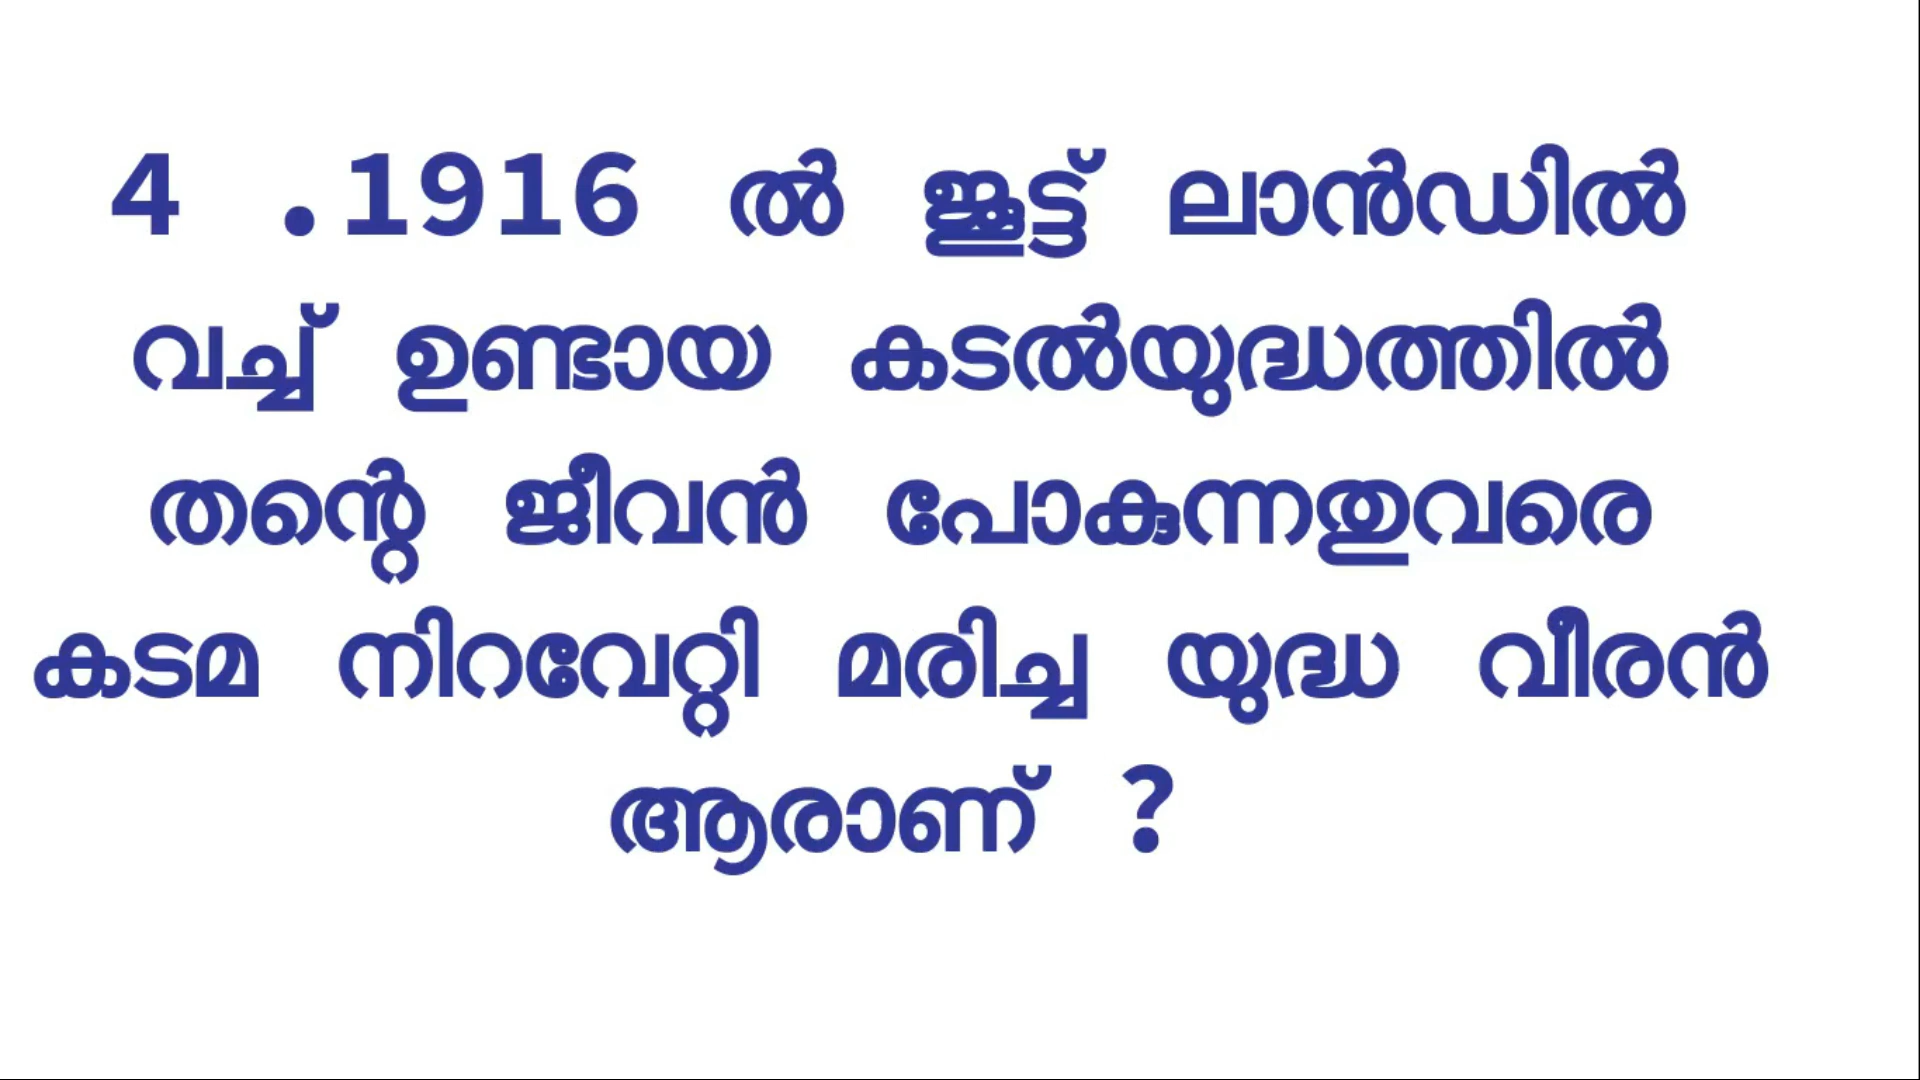 4 .1916 ൽ ജൂട്ട് ലാൻഡിൽ
വച്ച് ഉണ്ടായ കടൽയുദ്ധത്തിൽ
തന്റെ ജീവൻ പോകുന്നതുവരെ
കടമ നിറവേറ്റി മരിച്ച യുദ്ധ വീരൻ
ആരാണ് ?